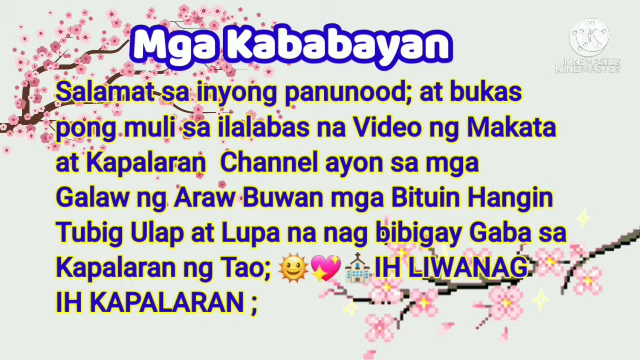 Mga Kababayan
Salamat sa inyong panunood; at bukas
pong muli sa ilalabas na Video ng Makata
at Kapalaran Channel ayon sa mga
Galaw ng Araw Buwan mga Bituin Hangin
Tubig Ulap at Lupa na nag bibigay Gaba sa
Kapalaran ng Tao; 🌞💖⛪IH LIWANAG.
IH KAPALARAN ;
K
KINEMASTER
KINEMASTER